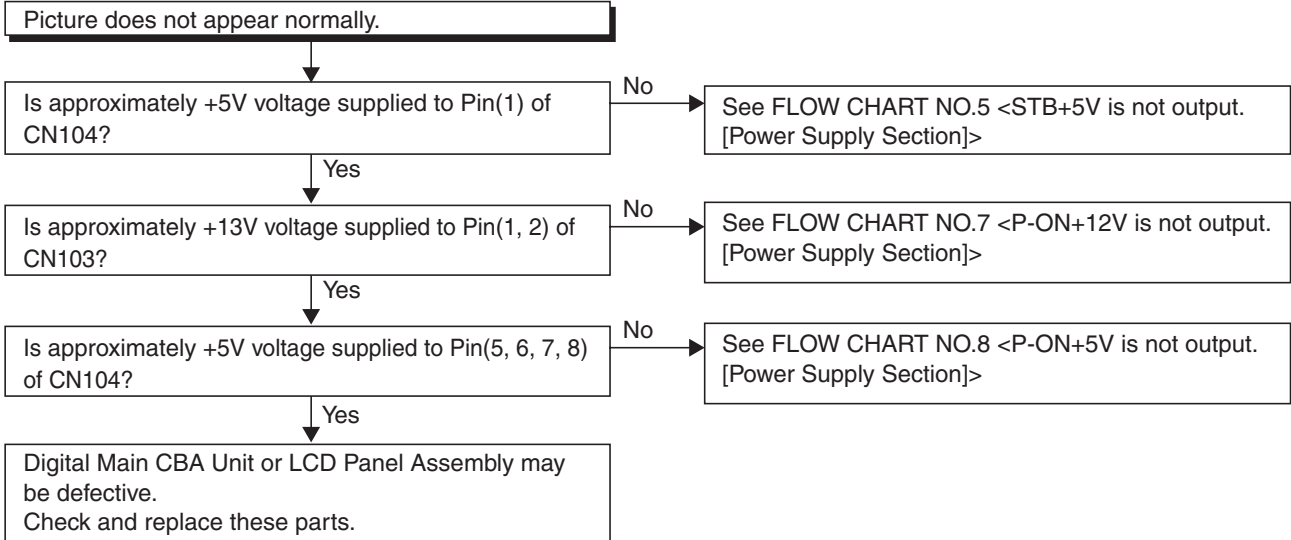 Picture does not appear normally.
Is approximately +5V voltage supplied to Pin(1) of
CN104?
No
See FLOW CHART NO.5 <STB+5V is not output.
[Power Supply Section]>
Yes
Is approximately +13V voltage supplied to Pin(1, 2) of
CN103?
No
See FLOW CHART NO.7 <P-ON+12V is not output.
[Power Supply Section]>
Yes
Is approximately +5V voltage supplied to Pin(5, 6, 7, 8)
of CN104?
No
See FLOW CHART NO.8 <P-ON+5V is not output.
[Power Supply Section]>
Yes
Digital Main CBA Unit or LCD Panel Assembly may
be defective.
Check and replace these parts.